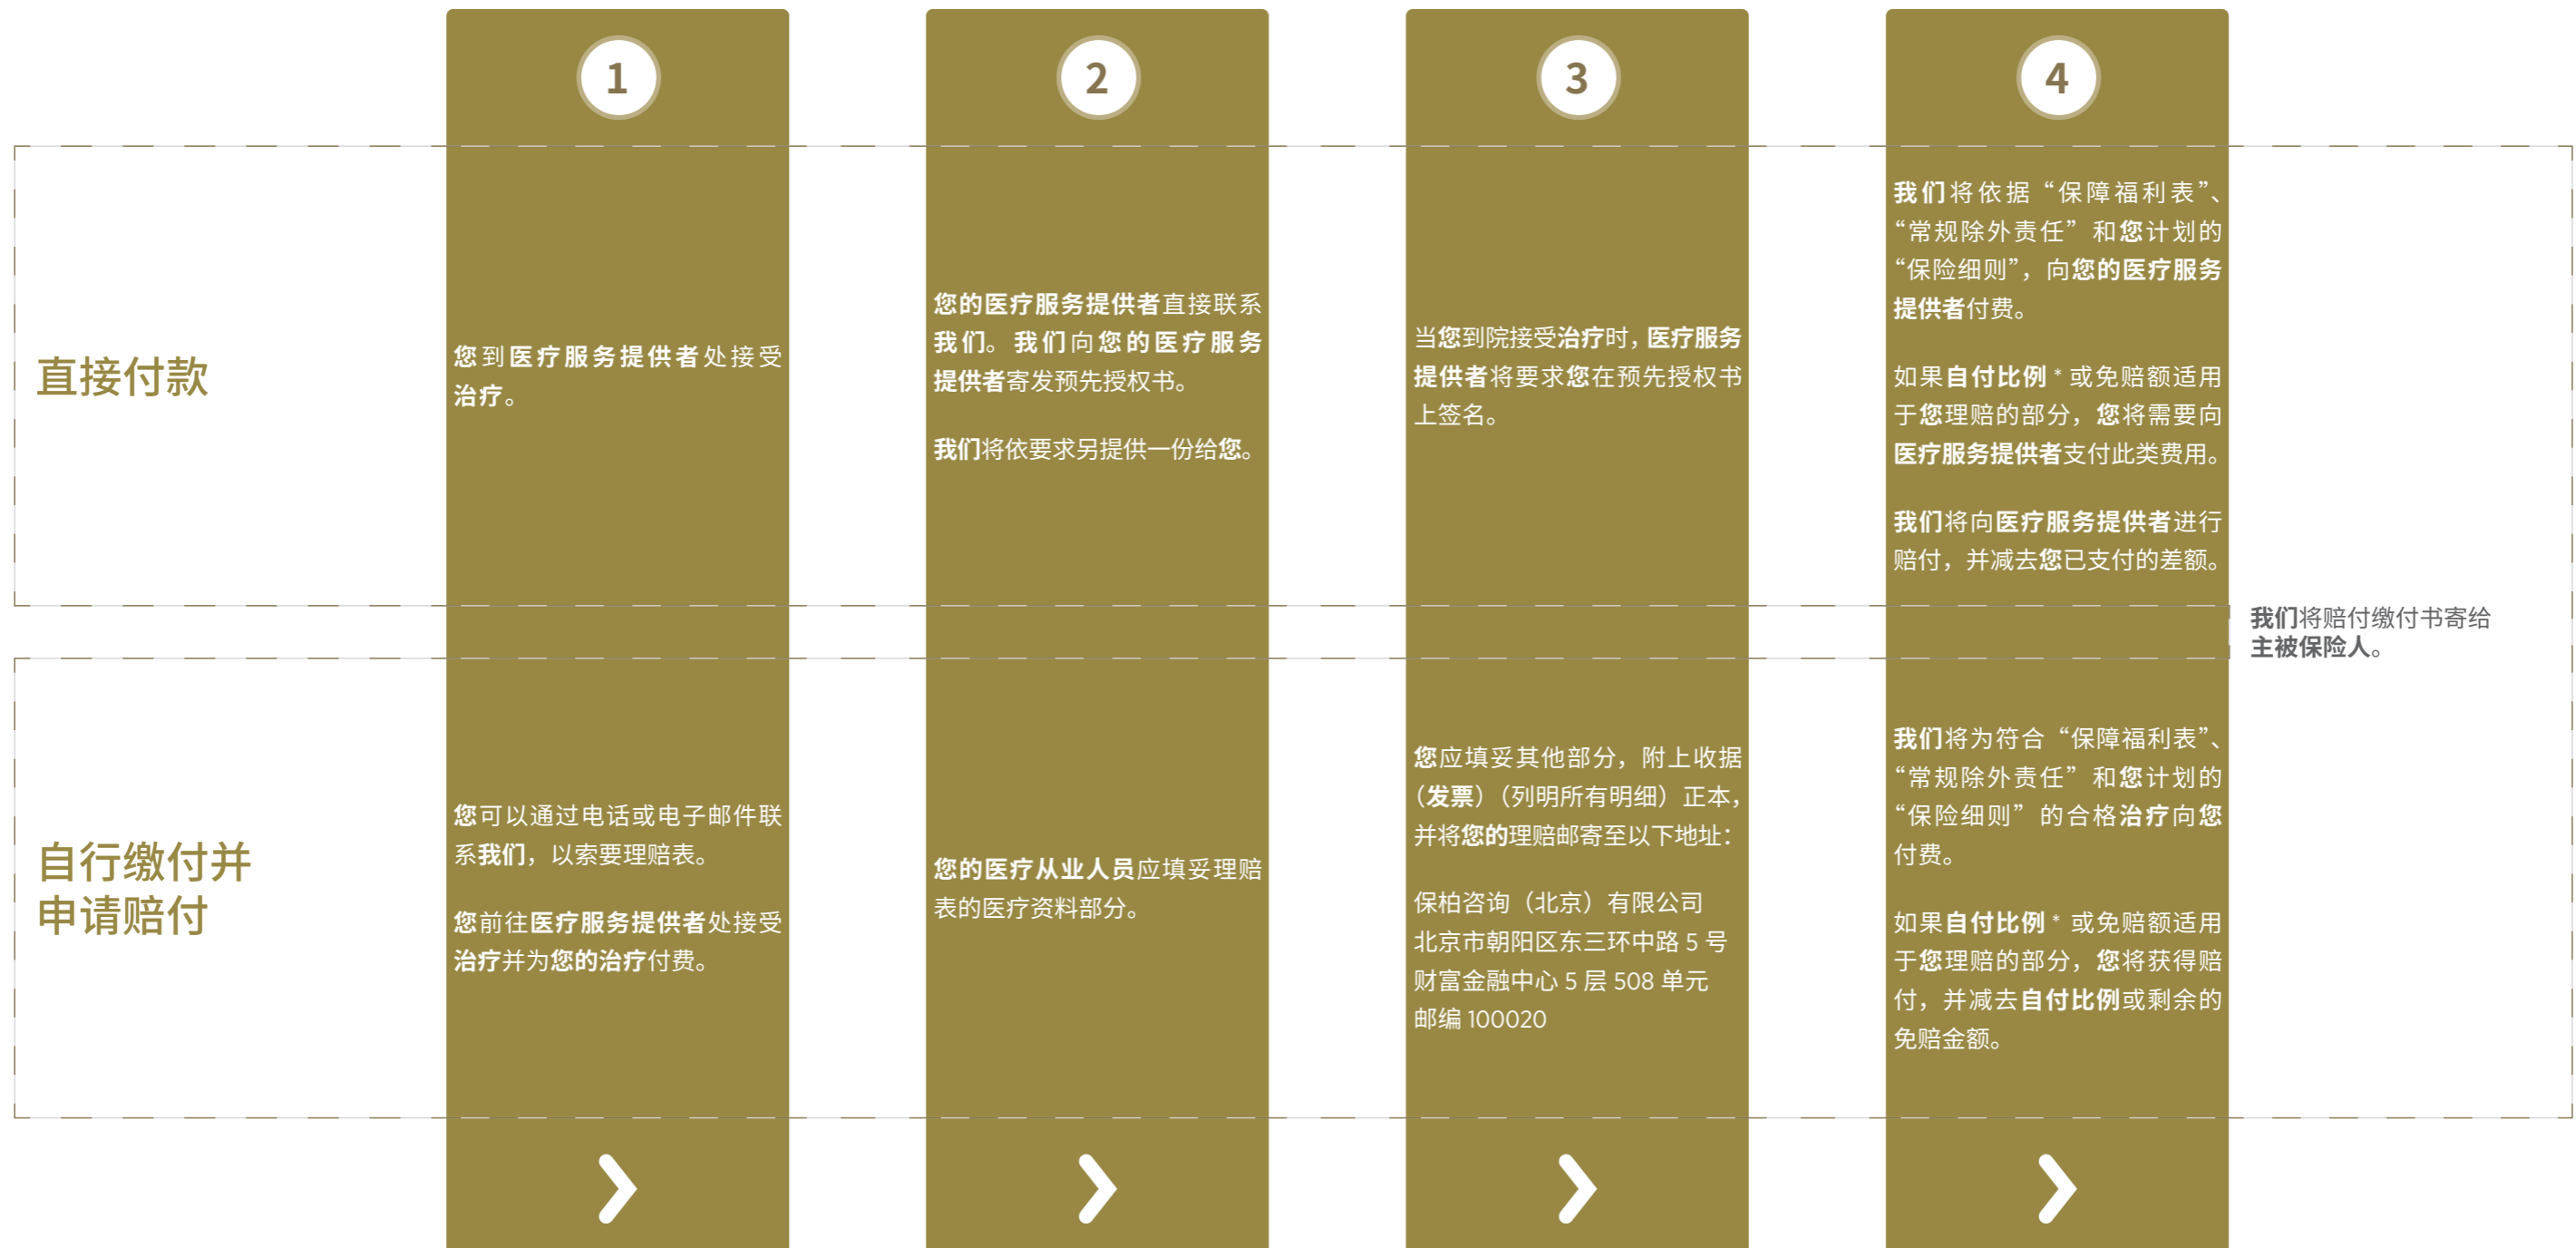 1
2
3
4
直接付款
您到医疗服务提供者处接受
治疗。
您的医疗服务提供者直接联系
我们。我们向您的医疗服务
提供者寄发预先授权书。
我们将依要求另提供一份给您。
当您到院接受治疗时，医疗服务
提供者将要求您在预先授权书
上签名。
我们将依据“保障福利表”、
“常规除外责任”和您计划的
“保险细则”，向您的医疗服务
提供者付费。
如果自付比例*或免赔额适用
于您理赔的部分，您将需要向
医疗服务提供者支付此类费用。
我们将向医疗服务提供者进行
赔付，并减去您已支付的差额。
我们将赔付缴付书寄给
主被保险人。
自行缴付并
申请赔付
您可以通过电话或电子邮件联
系我们，以索要理赔表。
您前往医疗服务提供者处接受
治疗并为您的治疗付费。
您的医疗从业人员应填妥理赔
表的医疗资料部分。
您应填妥其他部分，附上收据
（发票）（列明所有明细）正本，
并将您的理赔邮寄至以下地址：
保柏咨询（北京）有限公司
北京市朝阳区东三环中路 5 号
财富金融中心 5 层 508 单元
邮编 100020
我们将为符合“保障福利表”、
“常规除外责任”和您计划的
“保险细则”的合格治疗向您
付费。
如果自付比例*或免赔额适用
于您理赔的部分，您将获得赔
付，并减去自付比例或剩余的
免赔金额。